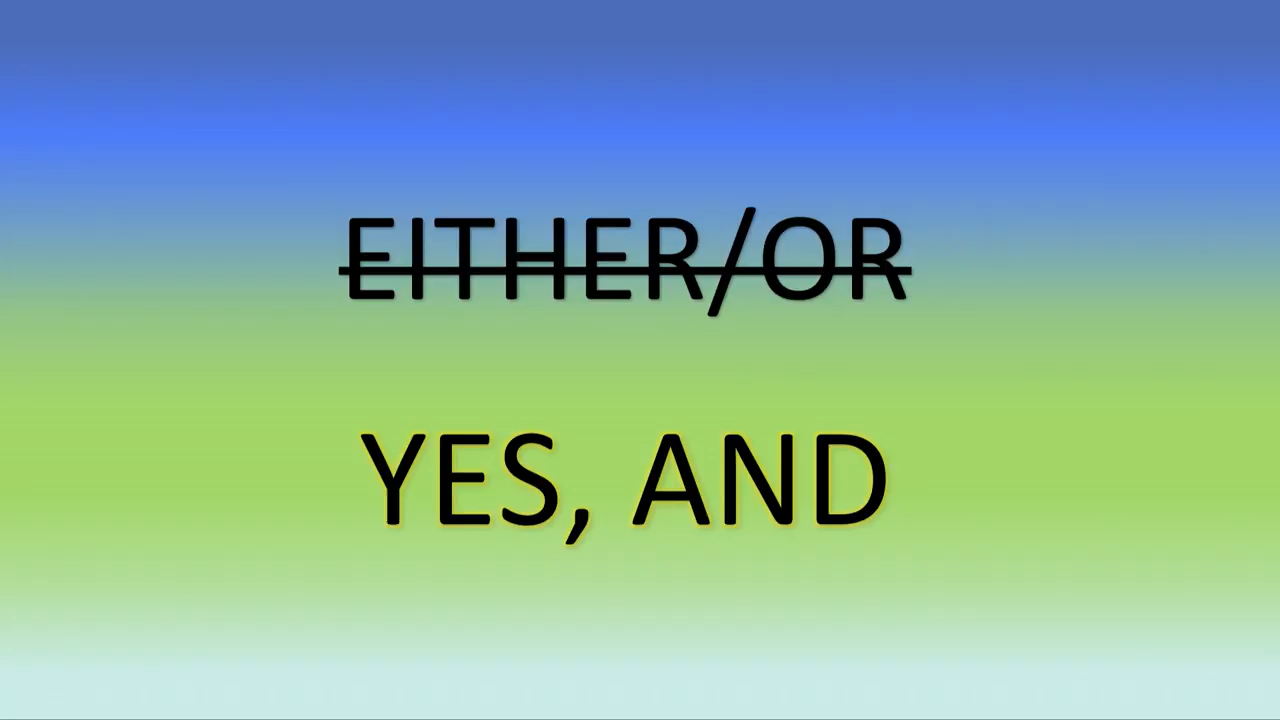 EITHER/OR
YES, AND